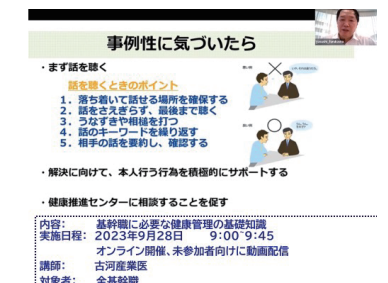 事例性に気づいたら
・まず話を聴く
話を聴くときのポイント
1．落ち着いて話せる場所を確保する
2．話をさえぎらず、最後まで聴く
3．うなずきや相槌を打つ
4．話のキーワードを繰り返す
5．相手の話を要約し、確認する
・解決に向けて、本人行う行為を積極的にサポートする
・健康推進センターに相談することを促す
内容：　基幹職に必要な健康管理の基礎知識
実施日程：　2023年9月28日　9:00~9:45
オンライン開催、未参加者向けに動画配信
講師：　古河産業医
対象者：　全基幹職